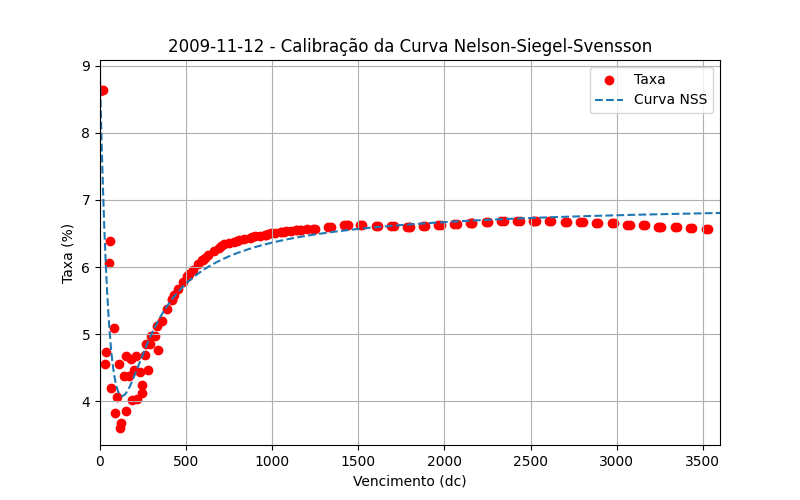 2009-11-12 - Calibração da Curva Nelson-Siegel-Svensson
Taxa
Curva NSS
Taxa (%)
9
8
7
6
5
4
0 500 1000 1500 2000 2500 3000 3500
Vencimento (dc)